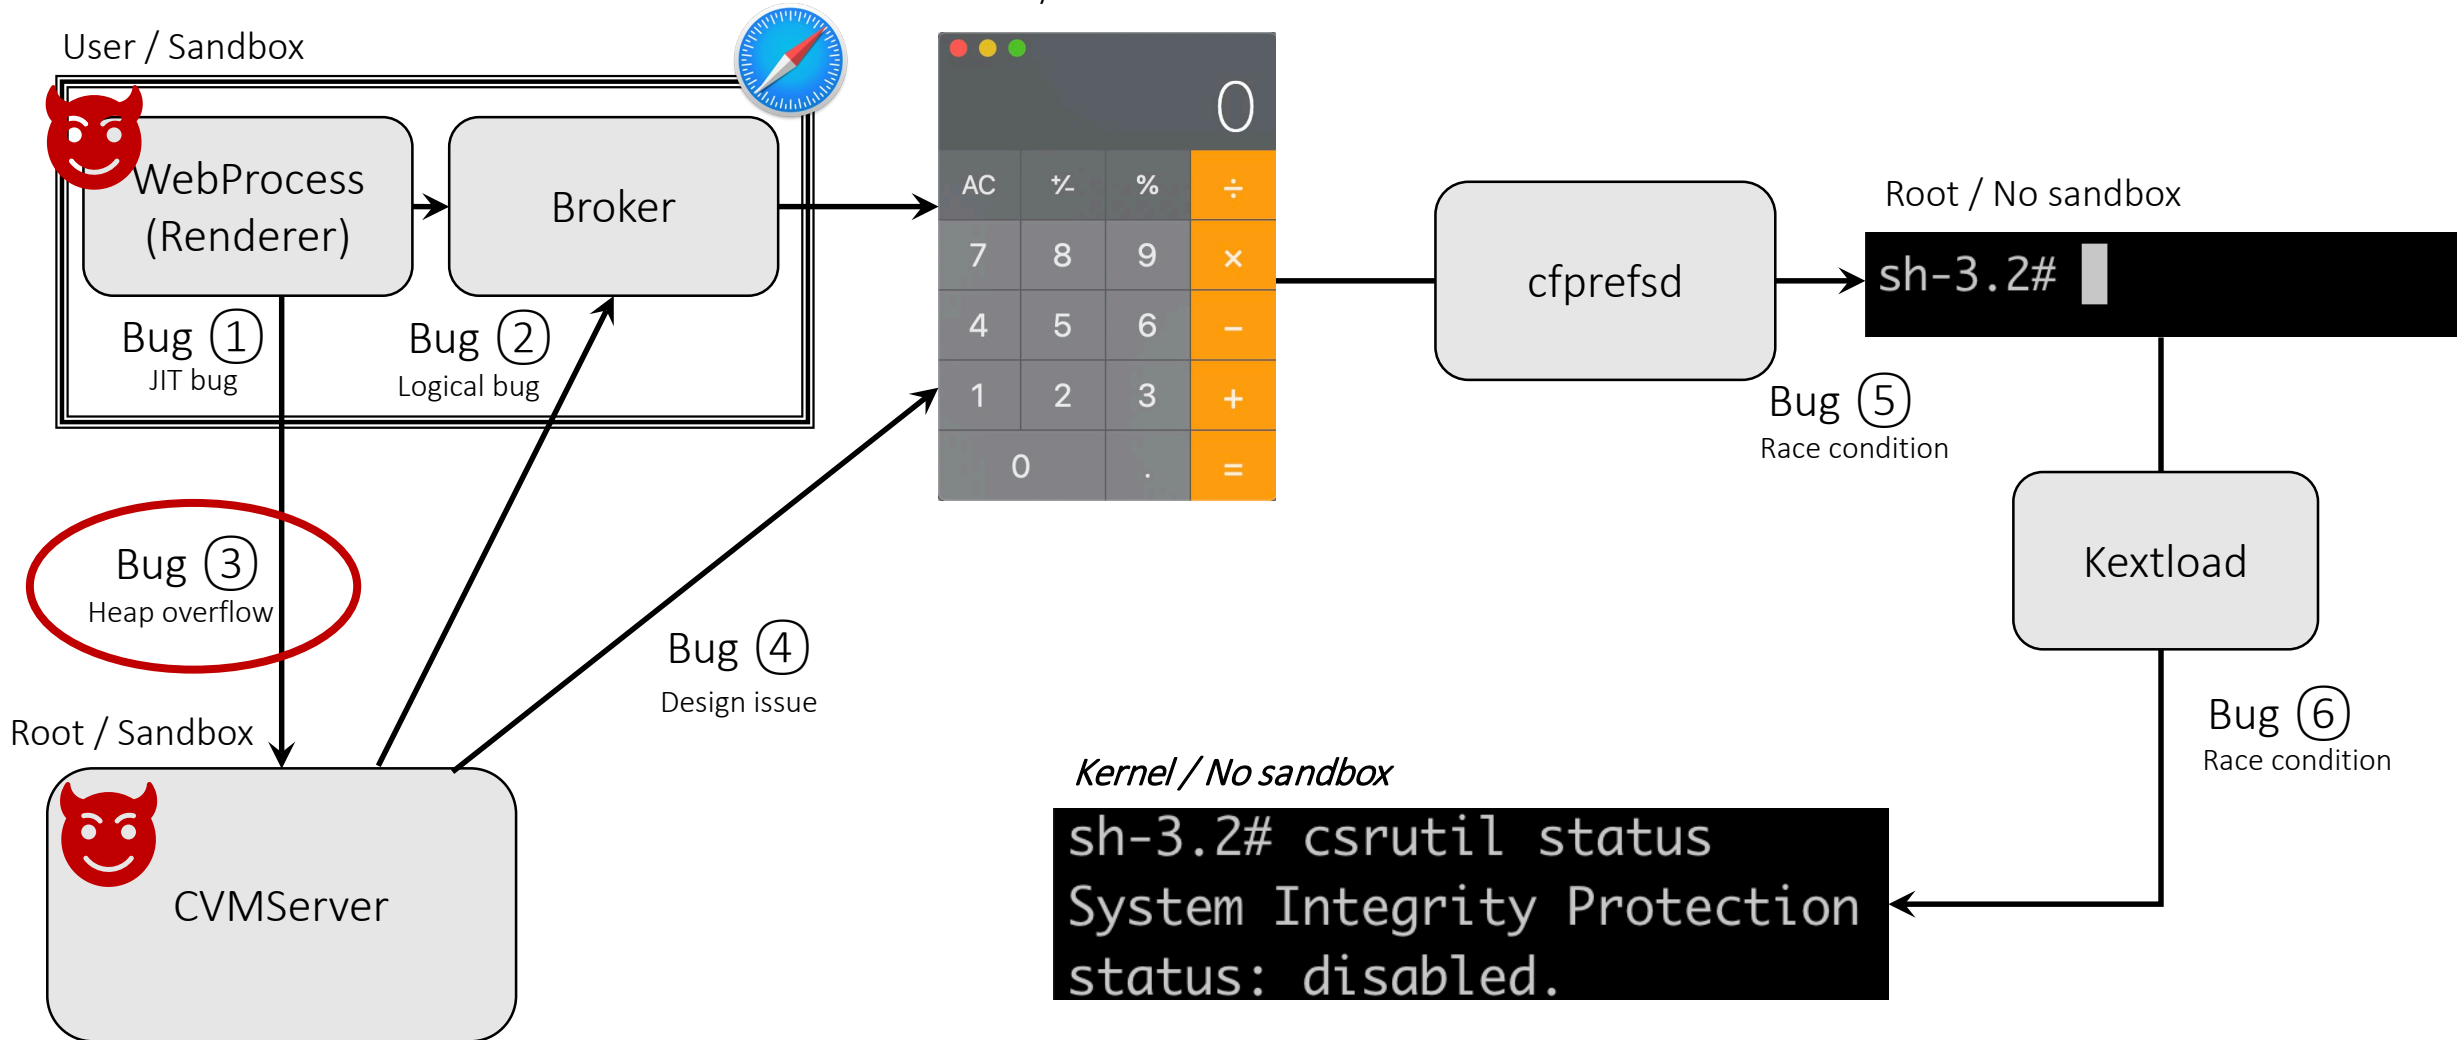 User / Sandbox
WebProcess
(Renderer)
Broker
Bug ①
JIT bug
Bug ②
Logical bug
0
AC
+⁄-
%
÷
7
8
9
×
4
5
6
−
1
2
3
+
0
.
=
cfprefsd
Root / No sandbox
sh-3.2#
Bug ⑤
Race condition
Kextload
Bug ③
Heap overflow
Bug ④
Design issue
Bug ⑥
Race condition
Root / Sandbox
CVMServer
Kernel / No sandbox
sh-3.2# csrutil status
System Integrity Protection
status: disabled.